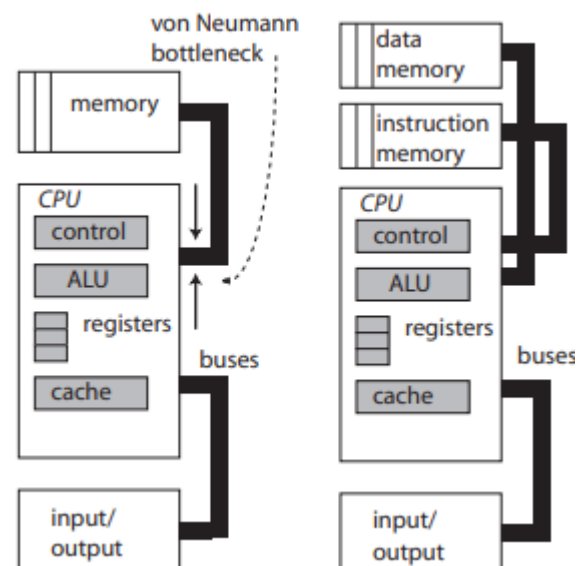 von Neumann
bottleneck
memory
CPU
control
ALU
registers
buses
cache
input/
output
data
memory
instruction
memory
CPU
control
ALU
registers
buses
cache
input/
output